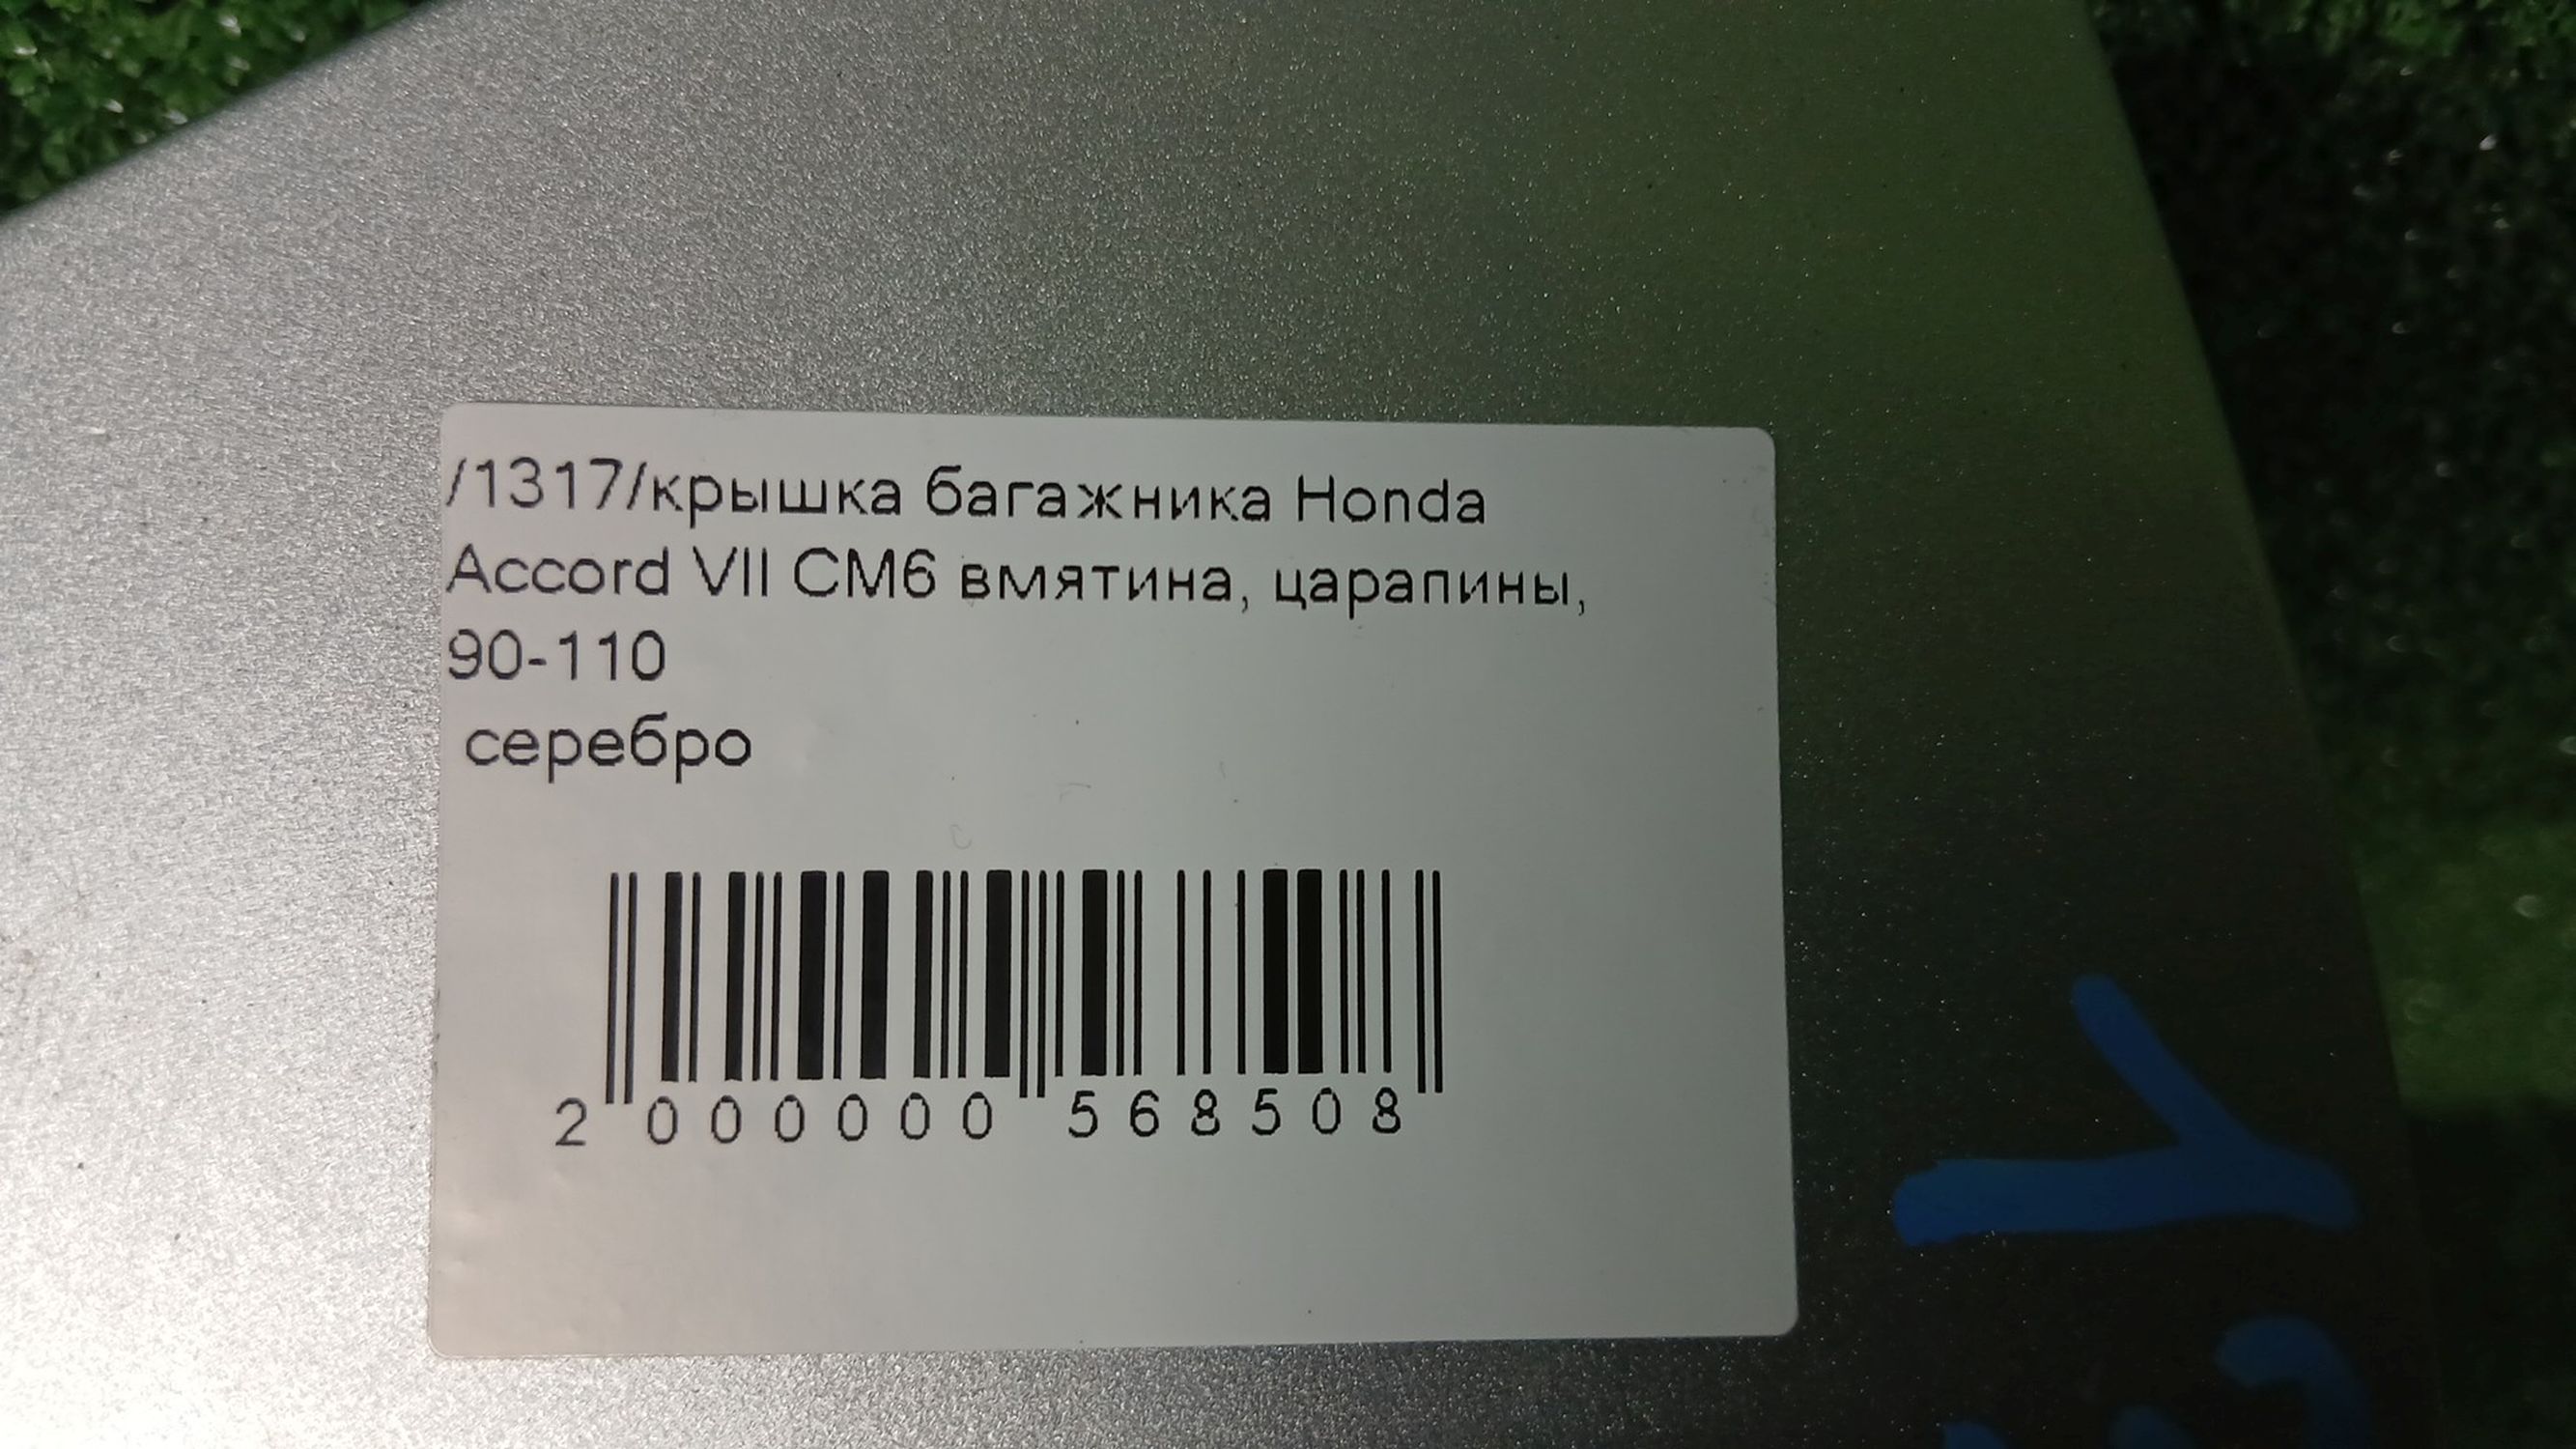 /1317/крышка багажника Honda
Accord VII CM6 вмятина, царапины,
90-110
серебро
2 000000 568508